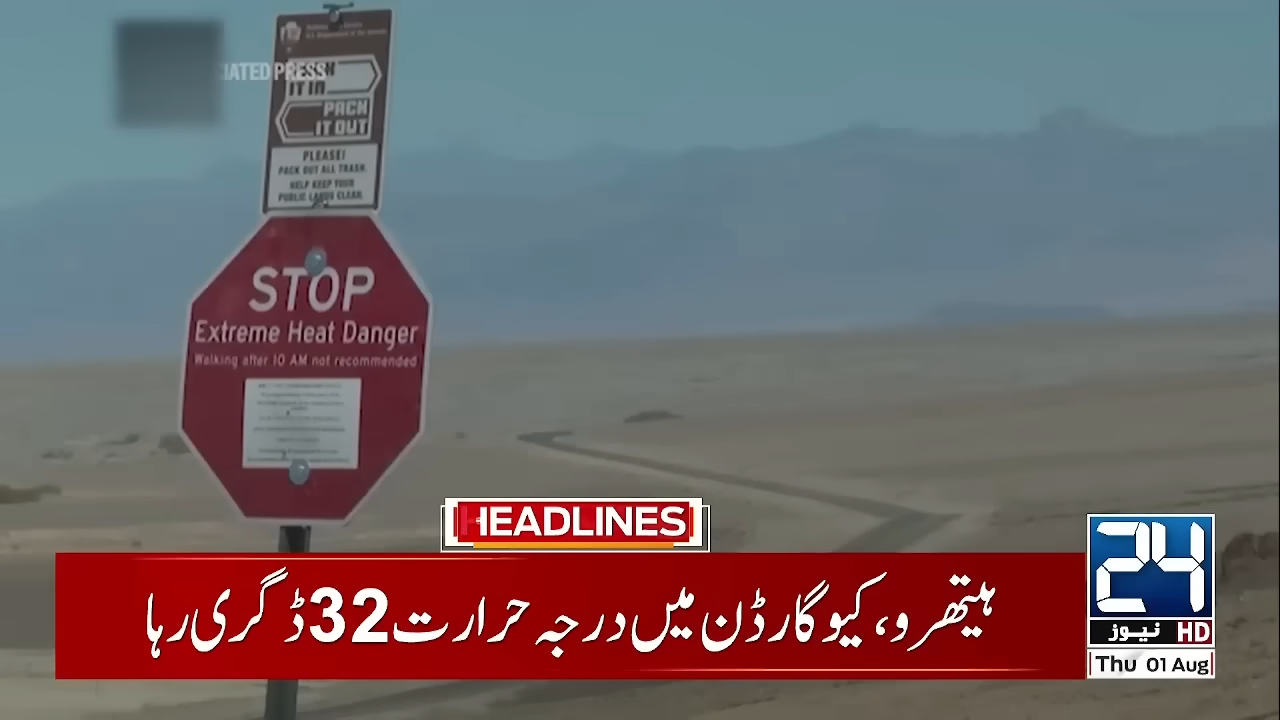 IATED PRESS
IT IN
PACK
IT OUT
PLEASE!
PACK OUT ALL TRASH.
HELP KEEP YOUR
PUBLIC LANDS CLEAN.
STOP
Extreme Heat Danger
Walking after 10 AM not recommended
HEADLINES
ہیتھرو، کیو گارڈن میں درجہ حرارت 32 ڈگری رہا
24
نیوز HD
Thu 01 Aug